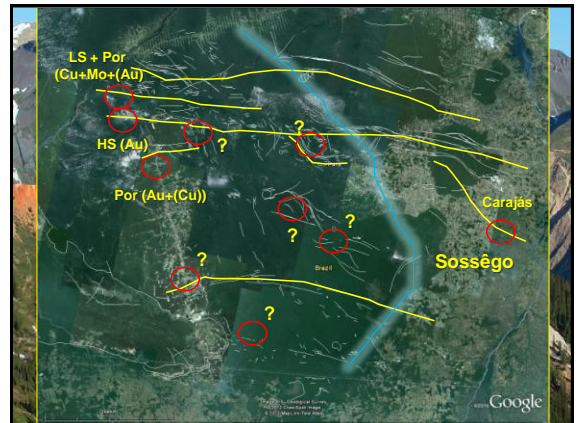 LS + Por
(Cu+Mo+(Au)
?
HS (Au)
?
Carajás
Por (Au+(Cu))
?
?
Sossêgo
?
Brazil
?
Google